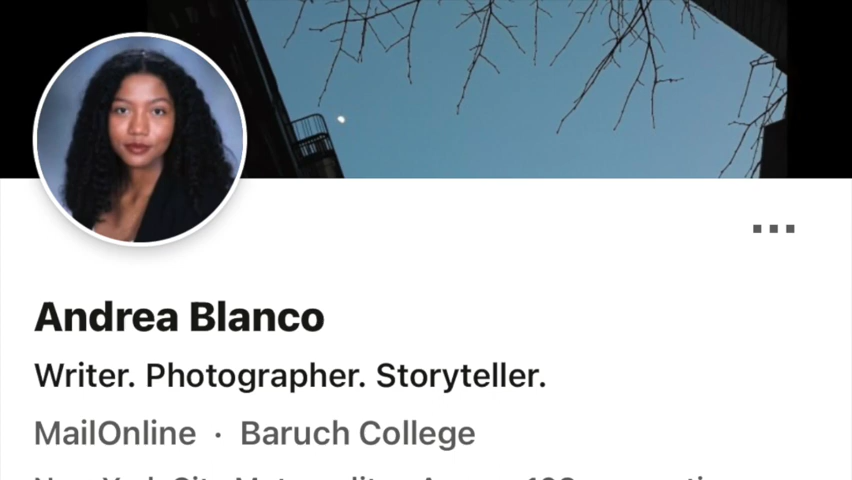 Andrea Blanco
Writer. Photographer. Storyteller.
MailOnline · Baruch College